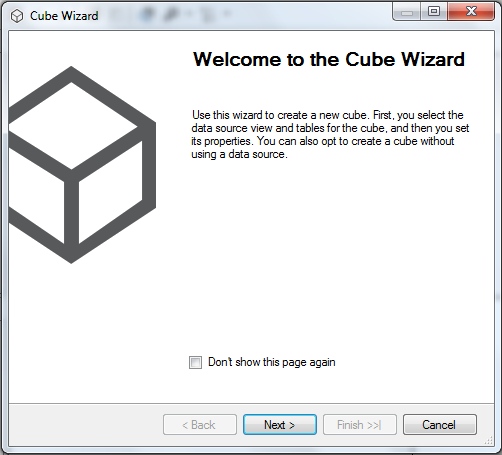 Cube Wizard
Welcome to the Cube Wizard
Use this wizard to create a new cube. First, you select the
data source view and tables for the cube, and then you set
its properties. You can also opt to create a cube without
using a data source.
Don't show this page again
< Back
Next >
Finish >>|
Cancel